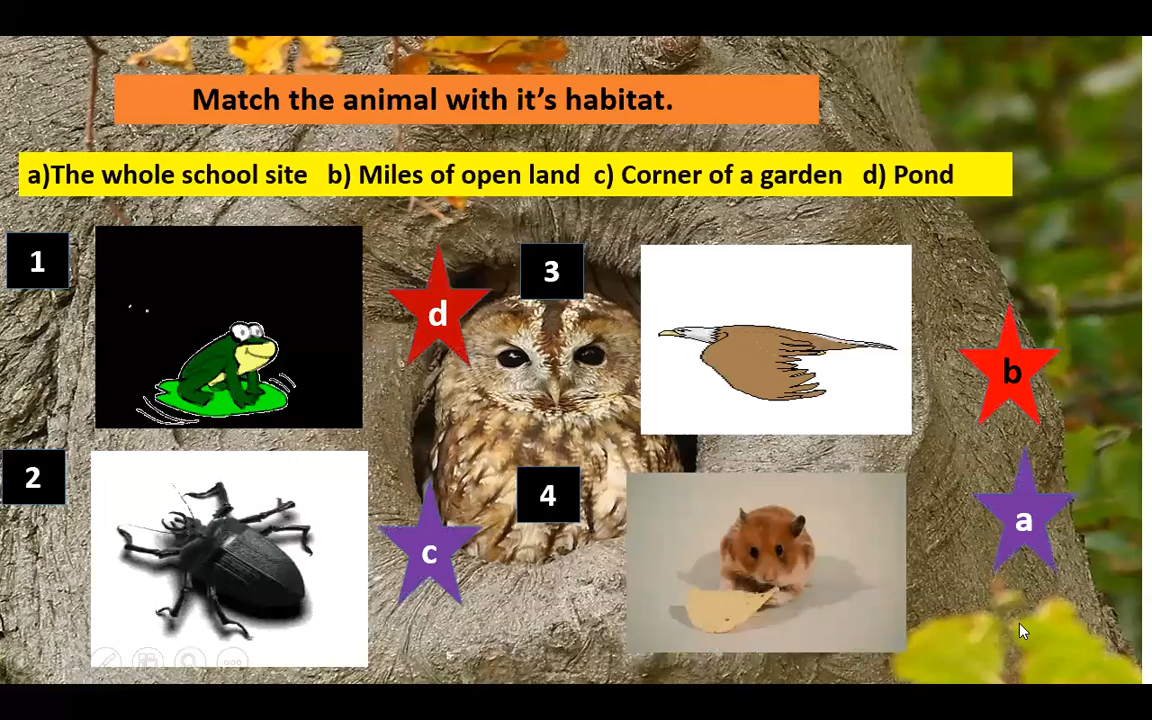 Match the animal with it's habitat.
a)The whole school site b) Miles of open land c) Corner of a garden d) Pond
1
d
3
b
2
c
4
a